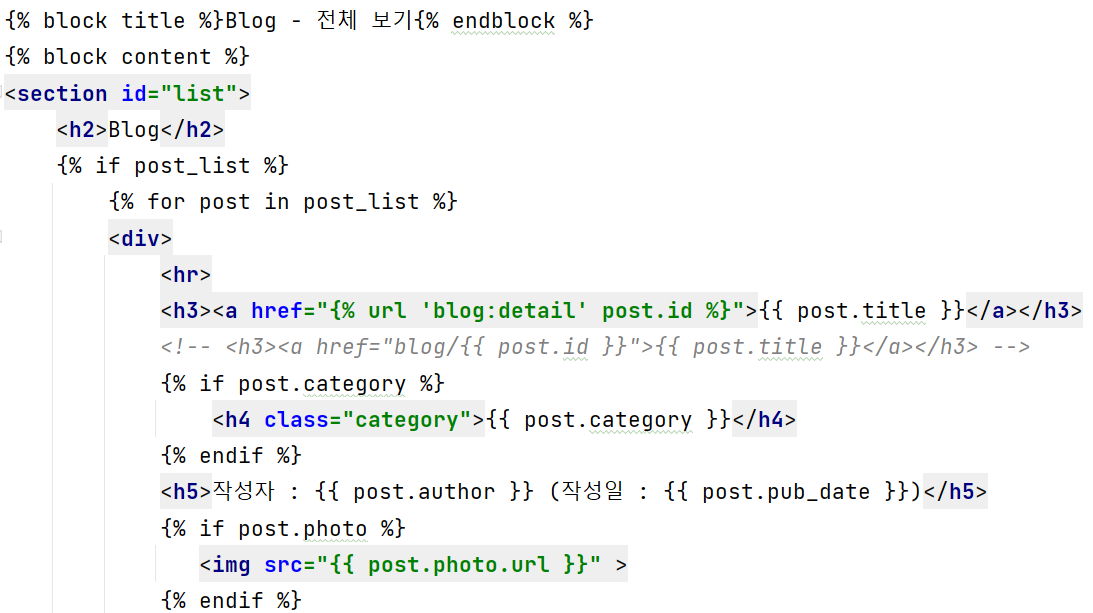 {% block title %}Blog - 전체 보기{% endblock %}
{% block content %}
<section id="list">
<h2>Blog</h2>
{% if post_list %}
{% for post in post_list %}
<div>
<hr>
<h3><a href="{% url 'blog:detail' post.id %}">{{ post.title }}</a></h3>
<!-- <h3><a href="blog/{{ post.id }}">{{ post.title }}</a></h3> -->
{% if post.category %}
<h4 class="category">{{ post.category }}</h4>
{% endif %}
<h5>작성자 : {{ post.author }} (작성일 : {{ post.pub_date }})</h5>
{% if post.photo %}
<img src="{{ post.photo.url }}" >
{% endif %}